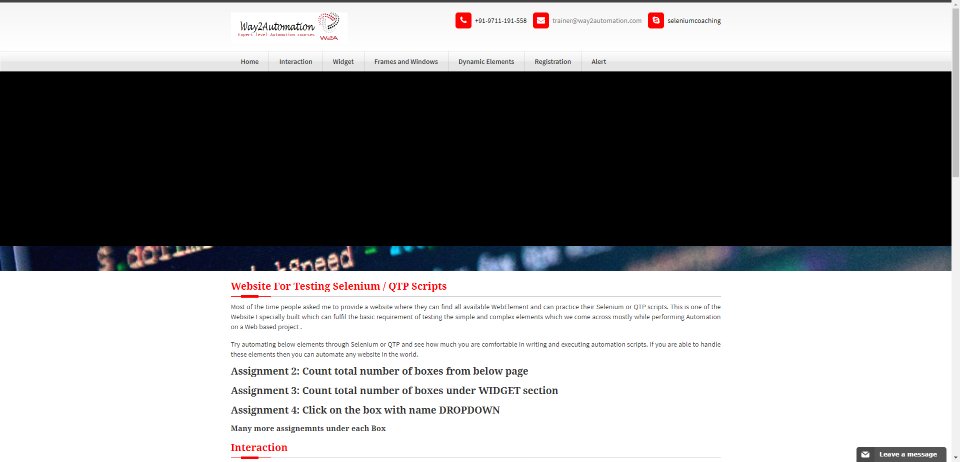 Way2Automation
Expert level Automation courses
W2A
+91-9711-191-558
trainer@way2automation.com
seleniumcoaching
Home
Interaction
Widget
Frames and Windows
Dynamic Elements
Registration
Alert
Website For Testing Selenium / QTP Scripts
Most of the time people asked me to provide a website where they can find all available WebElement and can practice their Selenium or QTP scripts. This is one of the
Website I specially built which can fulfil the basic requirement of testing the simple and complex elements which we come across mostly while performing Automation
on a Web based project .
Try automating below elements through Selenium or QTP and see how much you are comfortable in writing and executing automation scripts. If you are able to handle
these elements then you can automate any website in the world.
Assignment 2: Count total number of boxes from below page
Assignment 3: Count total number of boxes under WIDGET section
Assignment 4: Click on the box with name DROPDOWN
Many more assignemnts under each Box
Interaction
Leave a message